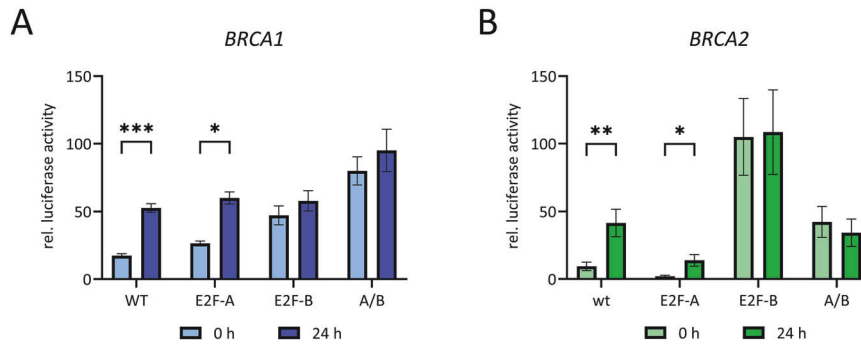 A
BRCA1
rel. luciferase activity
150
100
50
0
***
*
WT
E2F-A
E2F-B
A/B
0 h
24 h
B
BRCA2
rel. luciferase activity
150
100
50
0
**
*
wt
E2F-A
E2F-B
A/B
0 h
24 h